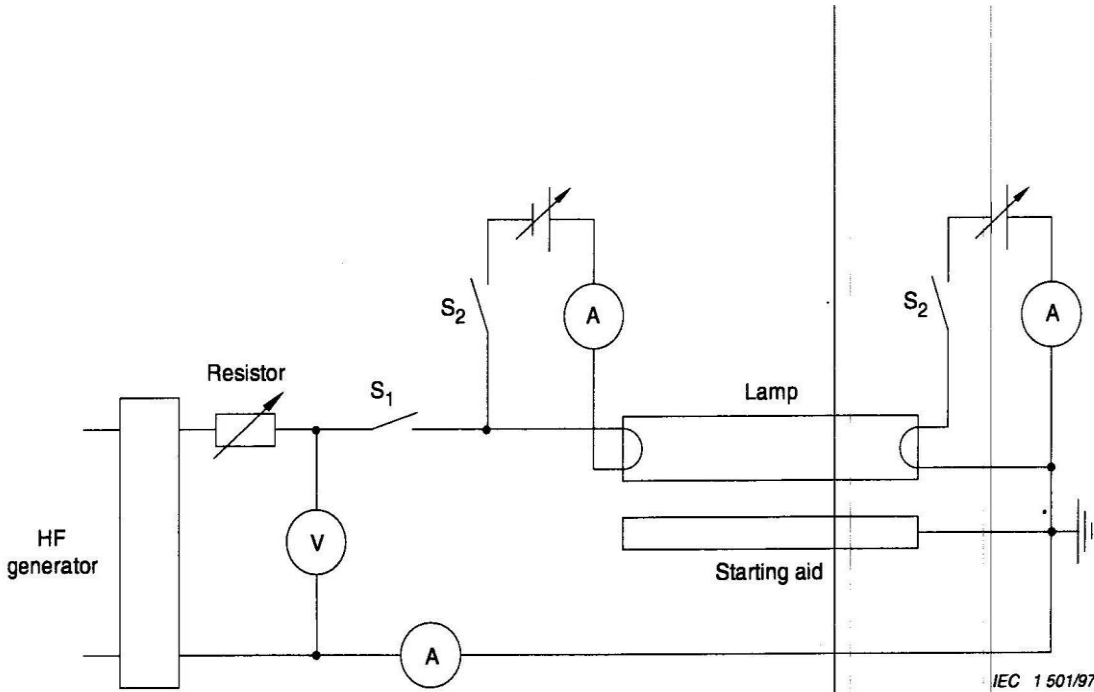 S2
A
S2
A
Resistor
S1
Lamp
HF
generator
V
Starting aid
A
IEC 1 501/97